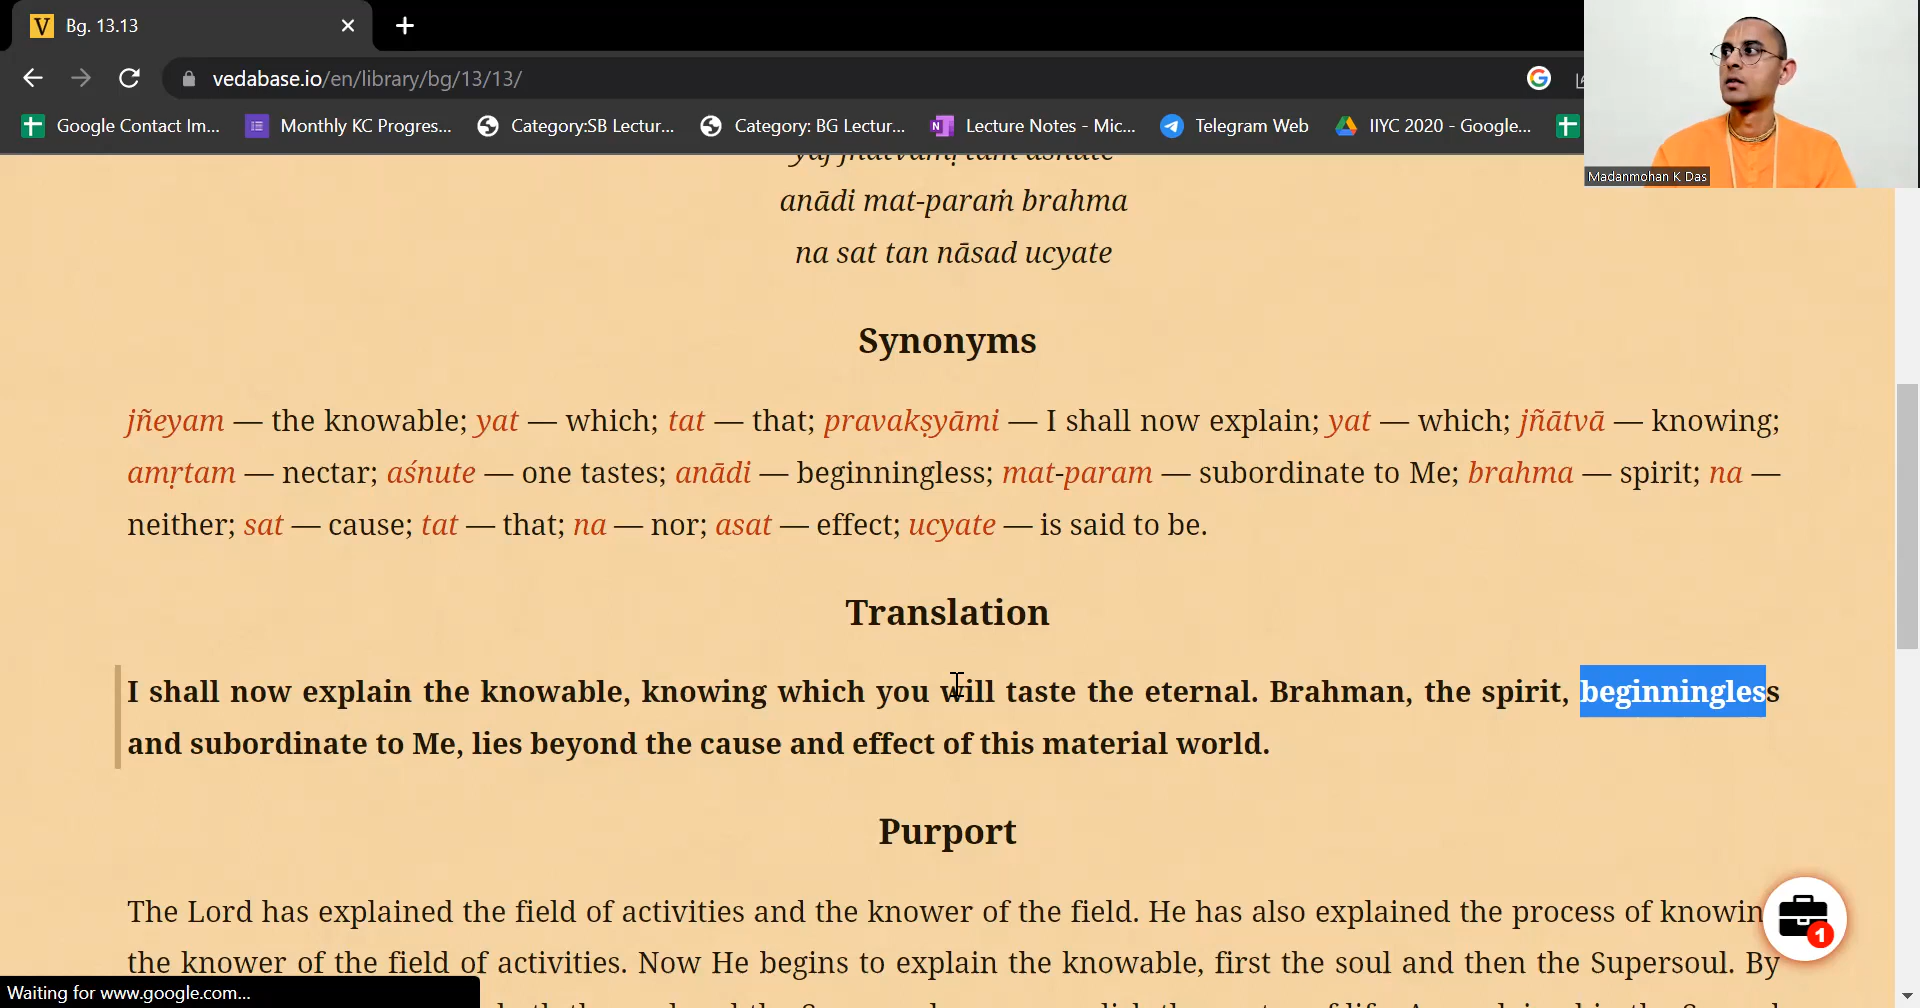 Bg. 13.13
vedabase.io/en/library/bg/13/13/
Google Contact Im... Monthly KC Progres... Category:SB Lectur... Category: BG Lectur... Lecture Notes - Mic... Telegram Web IIYC 2020 - Google...
Madanmohan K Das
anādi mat-paraṁ brahma
na sat tan nāsad ucyate
Synonyms
jñeyam — the knowable; yat — which; tat — that; pravakṣyāmi — I shall now explain; yat — which; jñātvā — knowing;
amṛtam — nectar; aśnute — one tastes; anādi — beginningless; mat-param — subordinate to Me; brahma — spirit; na —
neither; sat — cause; tat — that; na — nor; asat — effect; ucyate — is said to be.
Translation
I shall now explain the knowable, knowing which you will taste the eternal. Brahman, the spirit, beginningless
and subordinate to Me, lies beyond the cause and effect of this material world.
Purport
The Lord has explained the field of activities and the knower of the field. He has also explained the process of knowin
the knower of the field of activities. Now He begins to explain the knowable, first the soul and then the Supersoul. By
1
Waiting for www.google.com...